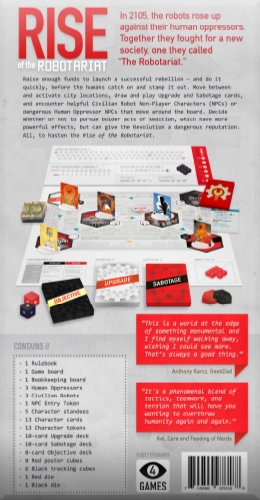 RISE
of the ROBOTARIAT
In 2105, the robots rose up
against their human oppressors.
Together they fought for a new
society, one they called
"The Robotariat."
Raise enough funds to launch a successful rebellion — and do it
quickly, before the humans catch on and stamp it out. Move between
and activate city locations, draw and play Upgrade and Sabotage cards,
and encounter helpful Civilian Robot Non-Player Characters (NPCs) or
dangerous Human Oppressor NPCs that move around the board. Decide
whether or not to pursue bolder acts of sedition, which have more
powerful effects, but can give the Revolution a dangerous reputation.
All, to hasten the Rise of the Robotariat.
OBJECTIVE
UPGRADE
SABOTAGE
"This is a world at the edge
of something monumental and
I find myself walking away,
wishing I could see more.
That's always a good thing."
Anthony Karcz, GeekDad
"It's a phenomenal blend of
tactics, teamwork, and
tension that will have you
wanting to overthrow
humanity again and again."
Kat, Care and Feeding of Nerds
CONTAINS //
- 1 Rulebook
- 1 Game board
- 1 Bookkeeping board
- 3 Human Oppressors
- 3 Civilian Robots
- 1 NPC Entry Token
- 5 Character standees
- 13 Character cards
- 13 Character tokens
- 10-card Upgrade deck
- 10-card Sabotage deck
- 8-card Objective deck
- 8 Red poster cubes
- 6 Black tracking cubes
- 1 Red die
- 1 Black die
4
GAMES